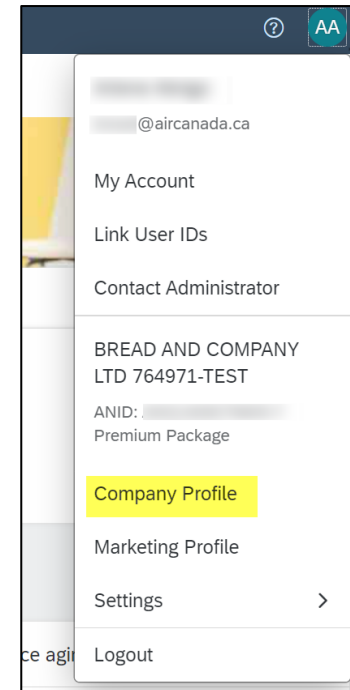 AA
@aircanada.ca
My Account
Link User IDs
Contact Administrator
BREAD AND COMPANY
LTD 764971-TEST
ANID:
Premium Package
Company Profile
Marketing Profile
Settings
ce agi
Logout